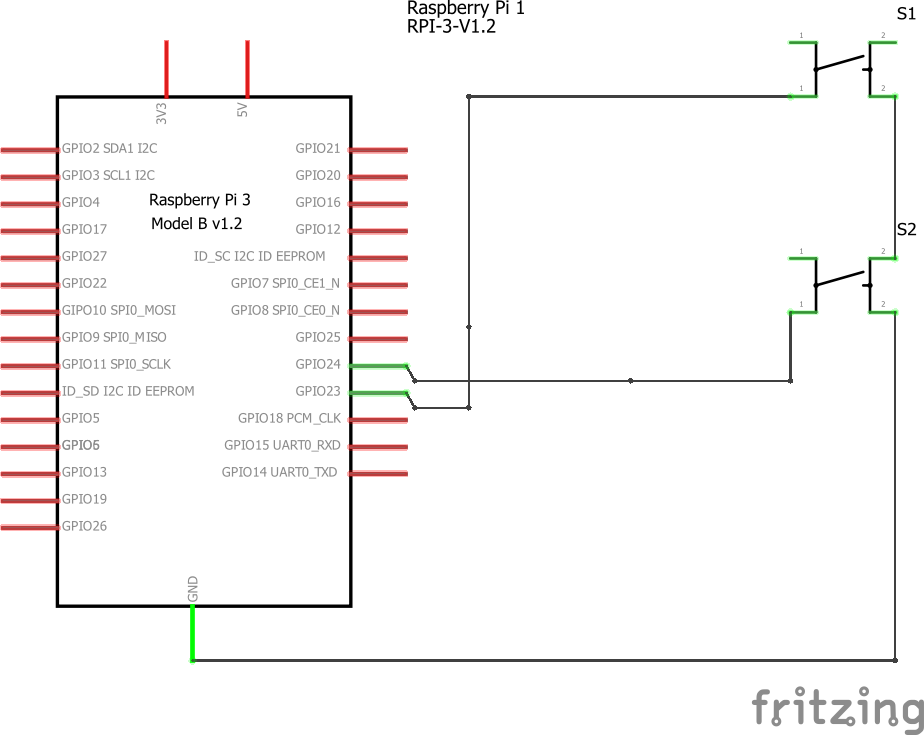 Raspberry Pi 1
RPI-3-V1.2
S1
1
2
1
2
3V3
5V
GPIO2 SDA1 I2C
GPIO21
GPIO3 SCL1 I2C
GPIO20
GPIO4
Raspberry Pi 3
GPIO16
GPIO17
Model B v1.2
GPIO12
S2
GPIO27
ID_SC I2C ID EEPROM
1
2
GPIO22
GPIO7 SPI0_CE1_N
GIPO10 SPI0_MOSI
GPIO8 SPI0_CE0_N
1
2
GPIO9 SPI0_MISO
GPIO25
GPIO11 SPI0_SCLK
GPIO24
ID_SD I2C ID EEPROM
GPIO23
GPIO5
GPIO18 PCM_CLK
GPIO6
GPIO15 UART0_RXD
GPIO13
GPIO14 UART0_TXD
GPIO19
GPIO26
GND
fritzing